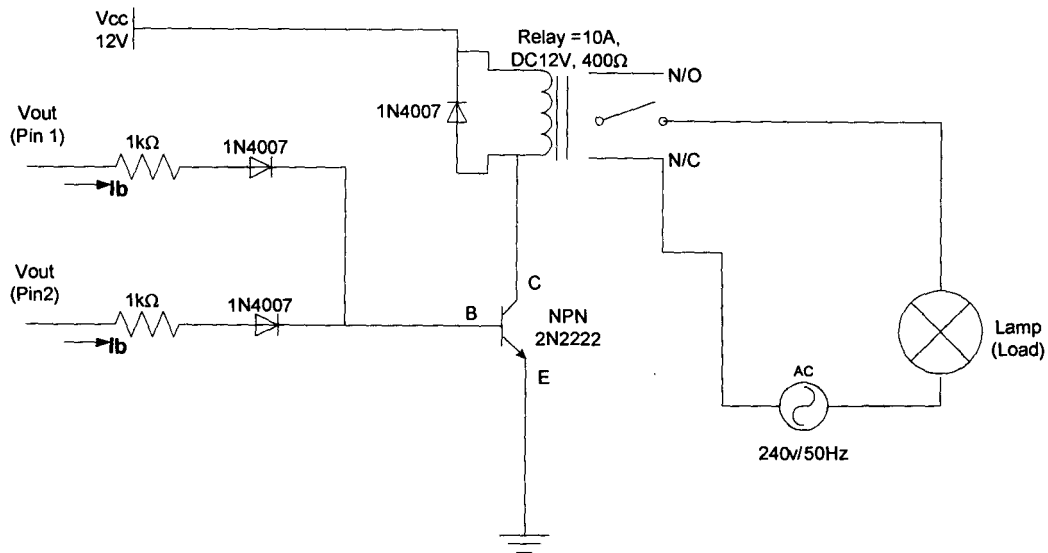 Vcc
12V
Relay =10A,
DC12V, 400Ω
N/O
1N4007
Vout
(Pin 1)
1kΩ
1N4007
Ib
N/C
Vout
(Pin2)
1kΩ
1N4007
Ib
C
B
NPN
2N2222
E
Lamp
(Load)
AC
240v/50Hz